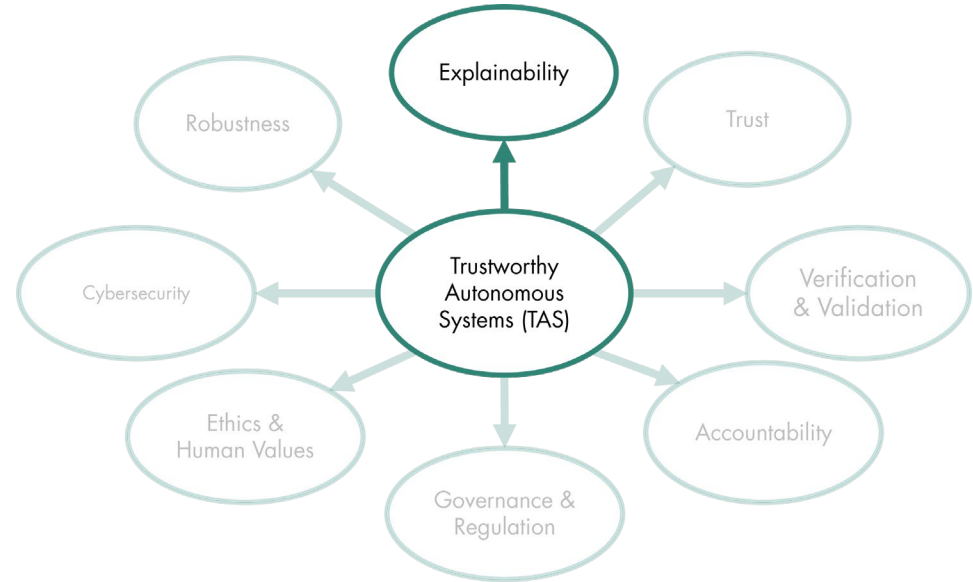 Explainability
Robustness
Trust
Trustworthy
Autonomous
Systems (TAS)
Cybersecurity
Verification
& Validation
Ethics &
Human Values
Accountability
Governance &
Regulation